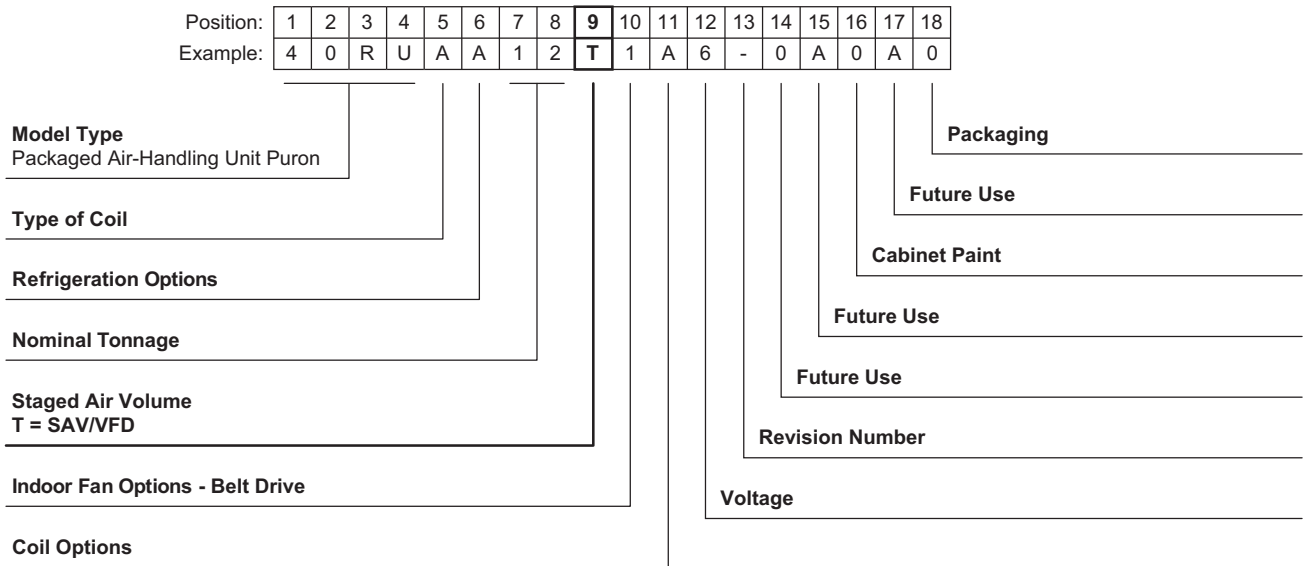 Position: 1 2 3 4 5 6 7 8 9 10 11 12 13 14 15 16 17 18
Example: 4 0 R U A A 1 2 T 1 A 6 - 0 A 0 A 0
Model Type
Packaged Air-Handling Unit Puron
Type of Coil
Refrigeration Options
Nominal Tonnage
Staged Air Volume
T = SAV/VFD
Indoor Fan Options - Belt Drive
Coil Options
Packaging
Future Use
Cabinet Paint
Future Use
Future Use
Revision Number
Voltage